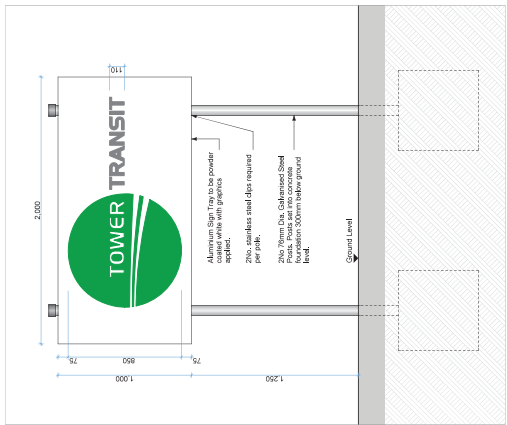 TOWER TRANSIT
110
2,000
75
850
75
1,000
1,250
Aluminium Sign Tray to be powder
coated white with graphics
applied.
2No. stainless steel clips required
per pole.
2No 76mm Dia. Galvanised Steel
Posts. Posts set into concrete
foundation 300mm below ground
level.
Ground Level